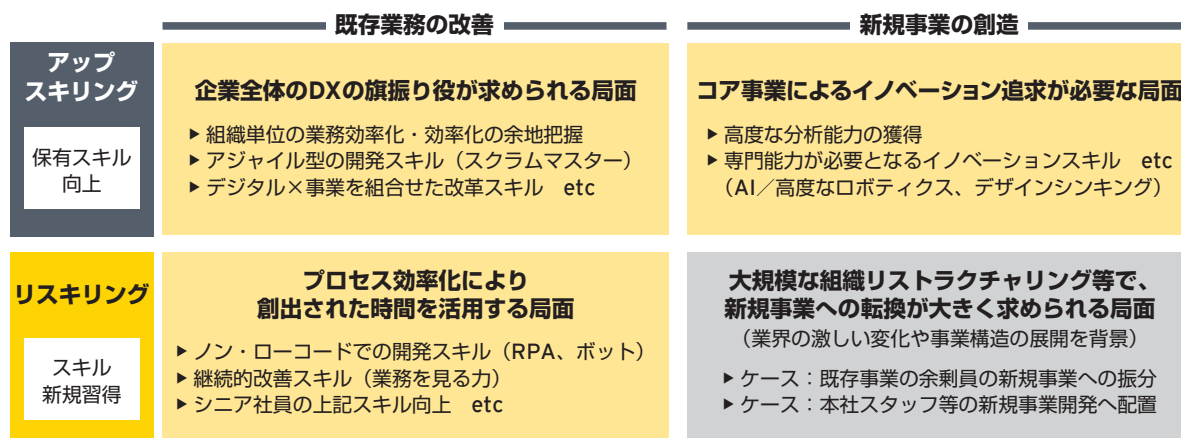 既存業務の改善
新規事業の創造
アップ
スキリング
保有スキル
向上
企業全体のDXの旗振り役が求められる局面
▶ 組織単位の業務効率化・効率化の余地把握
▶ アジャイル型の開発スキル（スクラムマスター）
▶ デジタル×事業を組合せた改革スキル　etc
コア事業によるイノベーション追求が必要な局面
▶ 高度な分析能力の獲得
▶ 専門能力が必要となるイノベーションスキル　etc
（AI／高度なロボティクス、デザインシンキング）
リスキリング
スキル
新規習得
プロセス効率化により
創出された時間を活用する局面
▶ ノン・ローコードでの開発スキル（RPA、ボット）
▶ 継続的改善スキル（業務を見る力）
▶ シニア社員の上記スキル向上　etc
大規模な組織リストラクチャリング等で、
新規事業への転換が大きく求められる局面
（業界の激しい変化や事業構造の展開を背景）
▶ ケース：既存事業の余剰員の新規事業への振分
▶ ケース：本社スタッフ等の新規事業開発へ配置